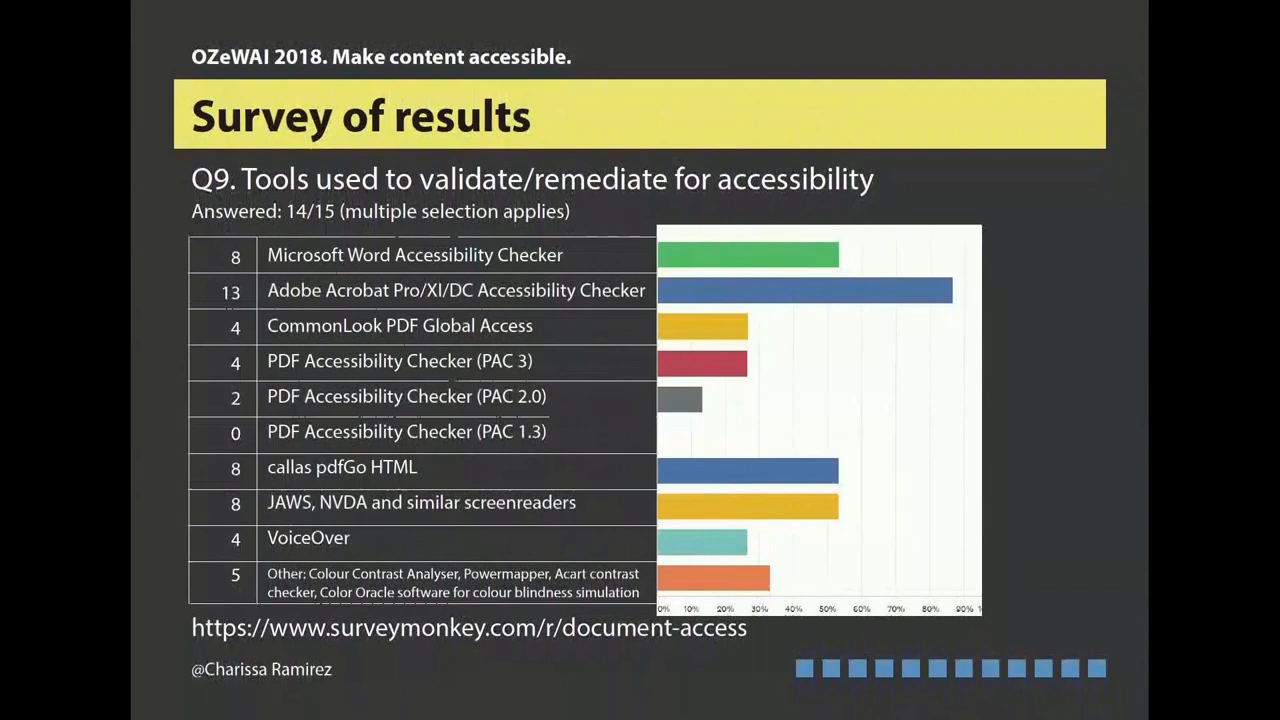 OZeWAI 2018. Make content accessible.
Survey of results
Q9. Tools used to validate/remediate for accessibility
Answered: 14/15 (multiple selection applies)
8 Microsoft Word Accessibility Checker
13 Adobe Acrobat Pro/XI/DC Accessibility Checker
4 CommonLook PDF Global Access
4 PDF Accessibility Checker (PAC 3)
2 PDF Accessibility Checker (PAC 2.0)
0 PDF Accessibility Checker (PAC 1.3)
8 callas pdfGo HTML
8 JAWS, NVDA and similar screenreaders
4 VoiceOver
5 Other: Colour Contrast Analyser, Powermapper, Acart contrast
checker, Color Oracle software for colour blindness simulation
0% 10% 20% 30% 40% 50% 60% 70% 80% 90% 1
https://www.surveymonkey.com/r/document-access
@Charissa Ramirez